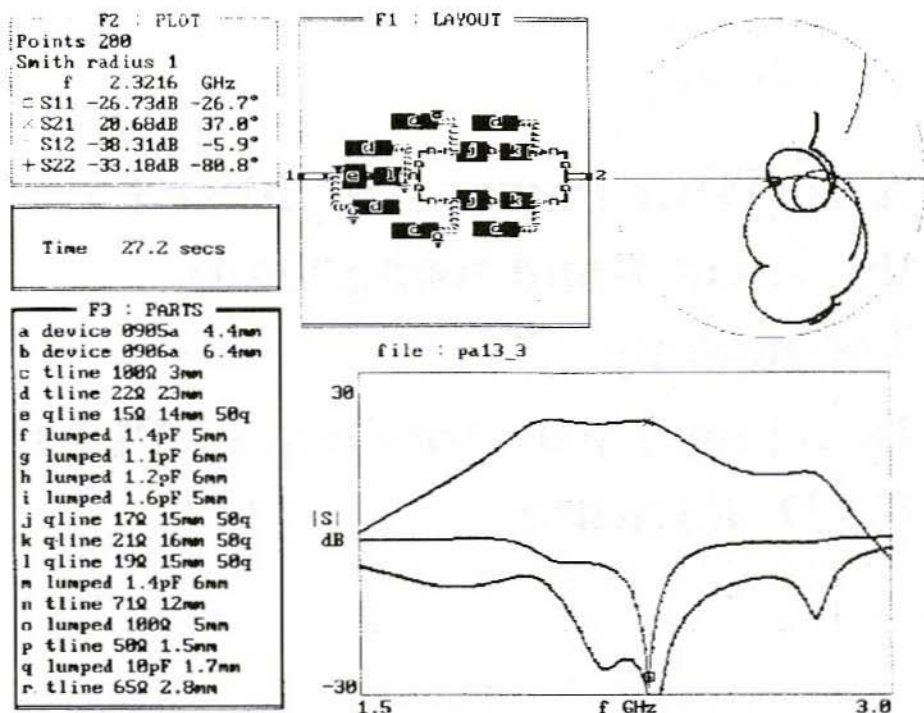 F2 : PLOT
Points 200
Smith radius 1
f 2.3216 GHz
S11 -26.73dB -26.7°
×S21 20.68dB 37.0°
S12 -38.31dB -5.9°
+S22 -33.18dB -80.8°
Time 27.2 secs
F3 : PARTS
a device 0905a 4.4mm
b device 0906a 6.4mm
c tline 100Ω 3mm
d tline 22Ω 23mm
e qline 15Ω 14mm 50q
f lumped 1.4pF 5mm
g lumped 1.1pF 6mm
h lumped 1.2pF 6mm
i lumped 1.6pF 5mm
j qline 17Ω 15mm 50q
k qline 21Ω 16mm 50q
l qline 19Ω 15mm 50q
m lumped 1.4pF 6mm
n tline 71Ω 12mm
o lumped 100Ω 5mm
p tline 50Ω 1.5mm
q lumped 10pF 1.7mm
r tline 65Ω 2.8mm
F1 : LAYOUT
d d
d j k
1 e l 2
d j k
d d
file : pa13_3
30
|S|
dB
-30
1.5 f GHz 3.0